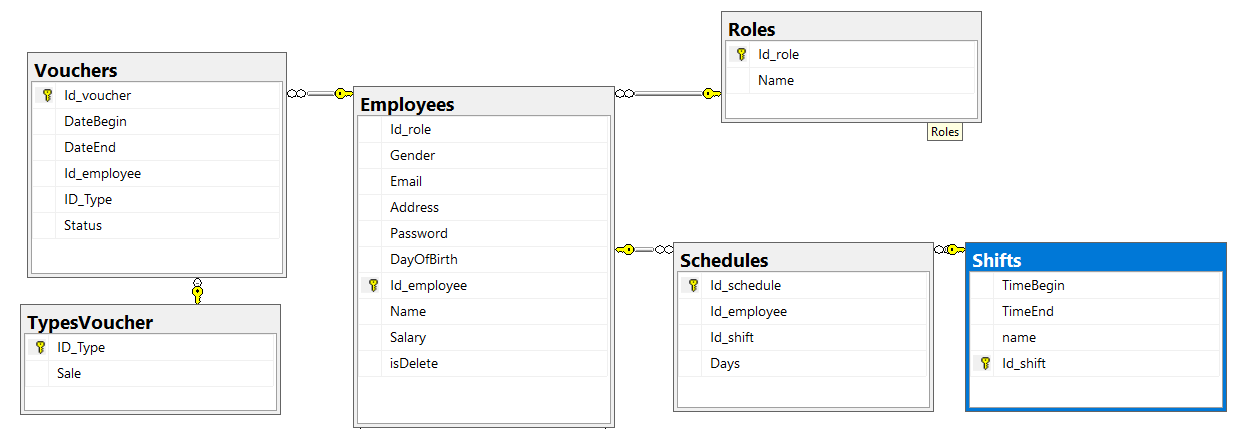 Vouchers
Id_voucher
DateBegin
DateEnd
Id_employee
ID_Type
Status
TypesVoucher
ID_Type
Sale
Employees
Id_role
Gender
Email
Address
Password
DayOfBirth
Id_employee
Name
Salary
isDelete
Roles
Id_role
Name
Roles
Schedules
Id_schedule
Id_employee
Id_shift
Days
Shifts
TimeBegin
TimeEnd
name
Id_shift